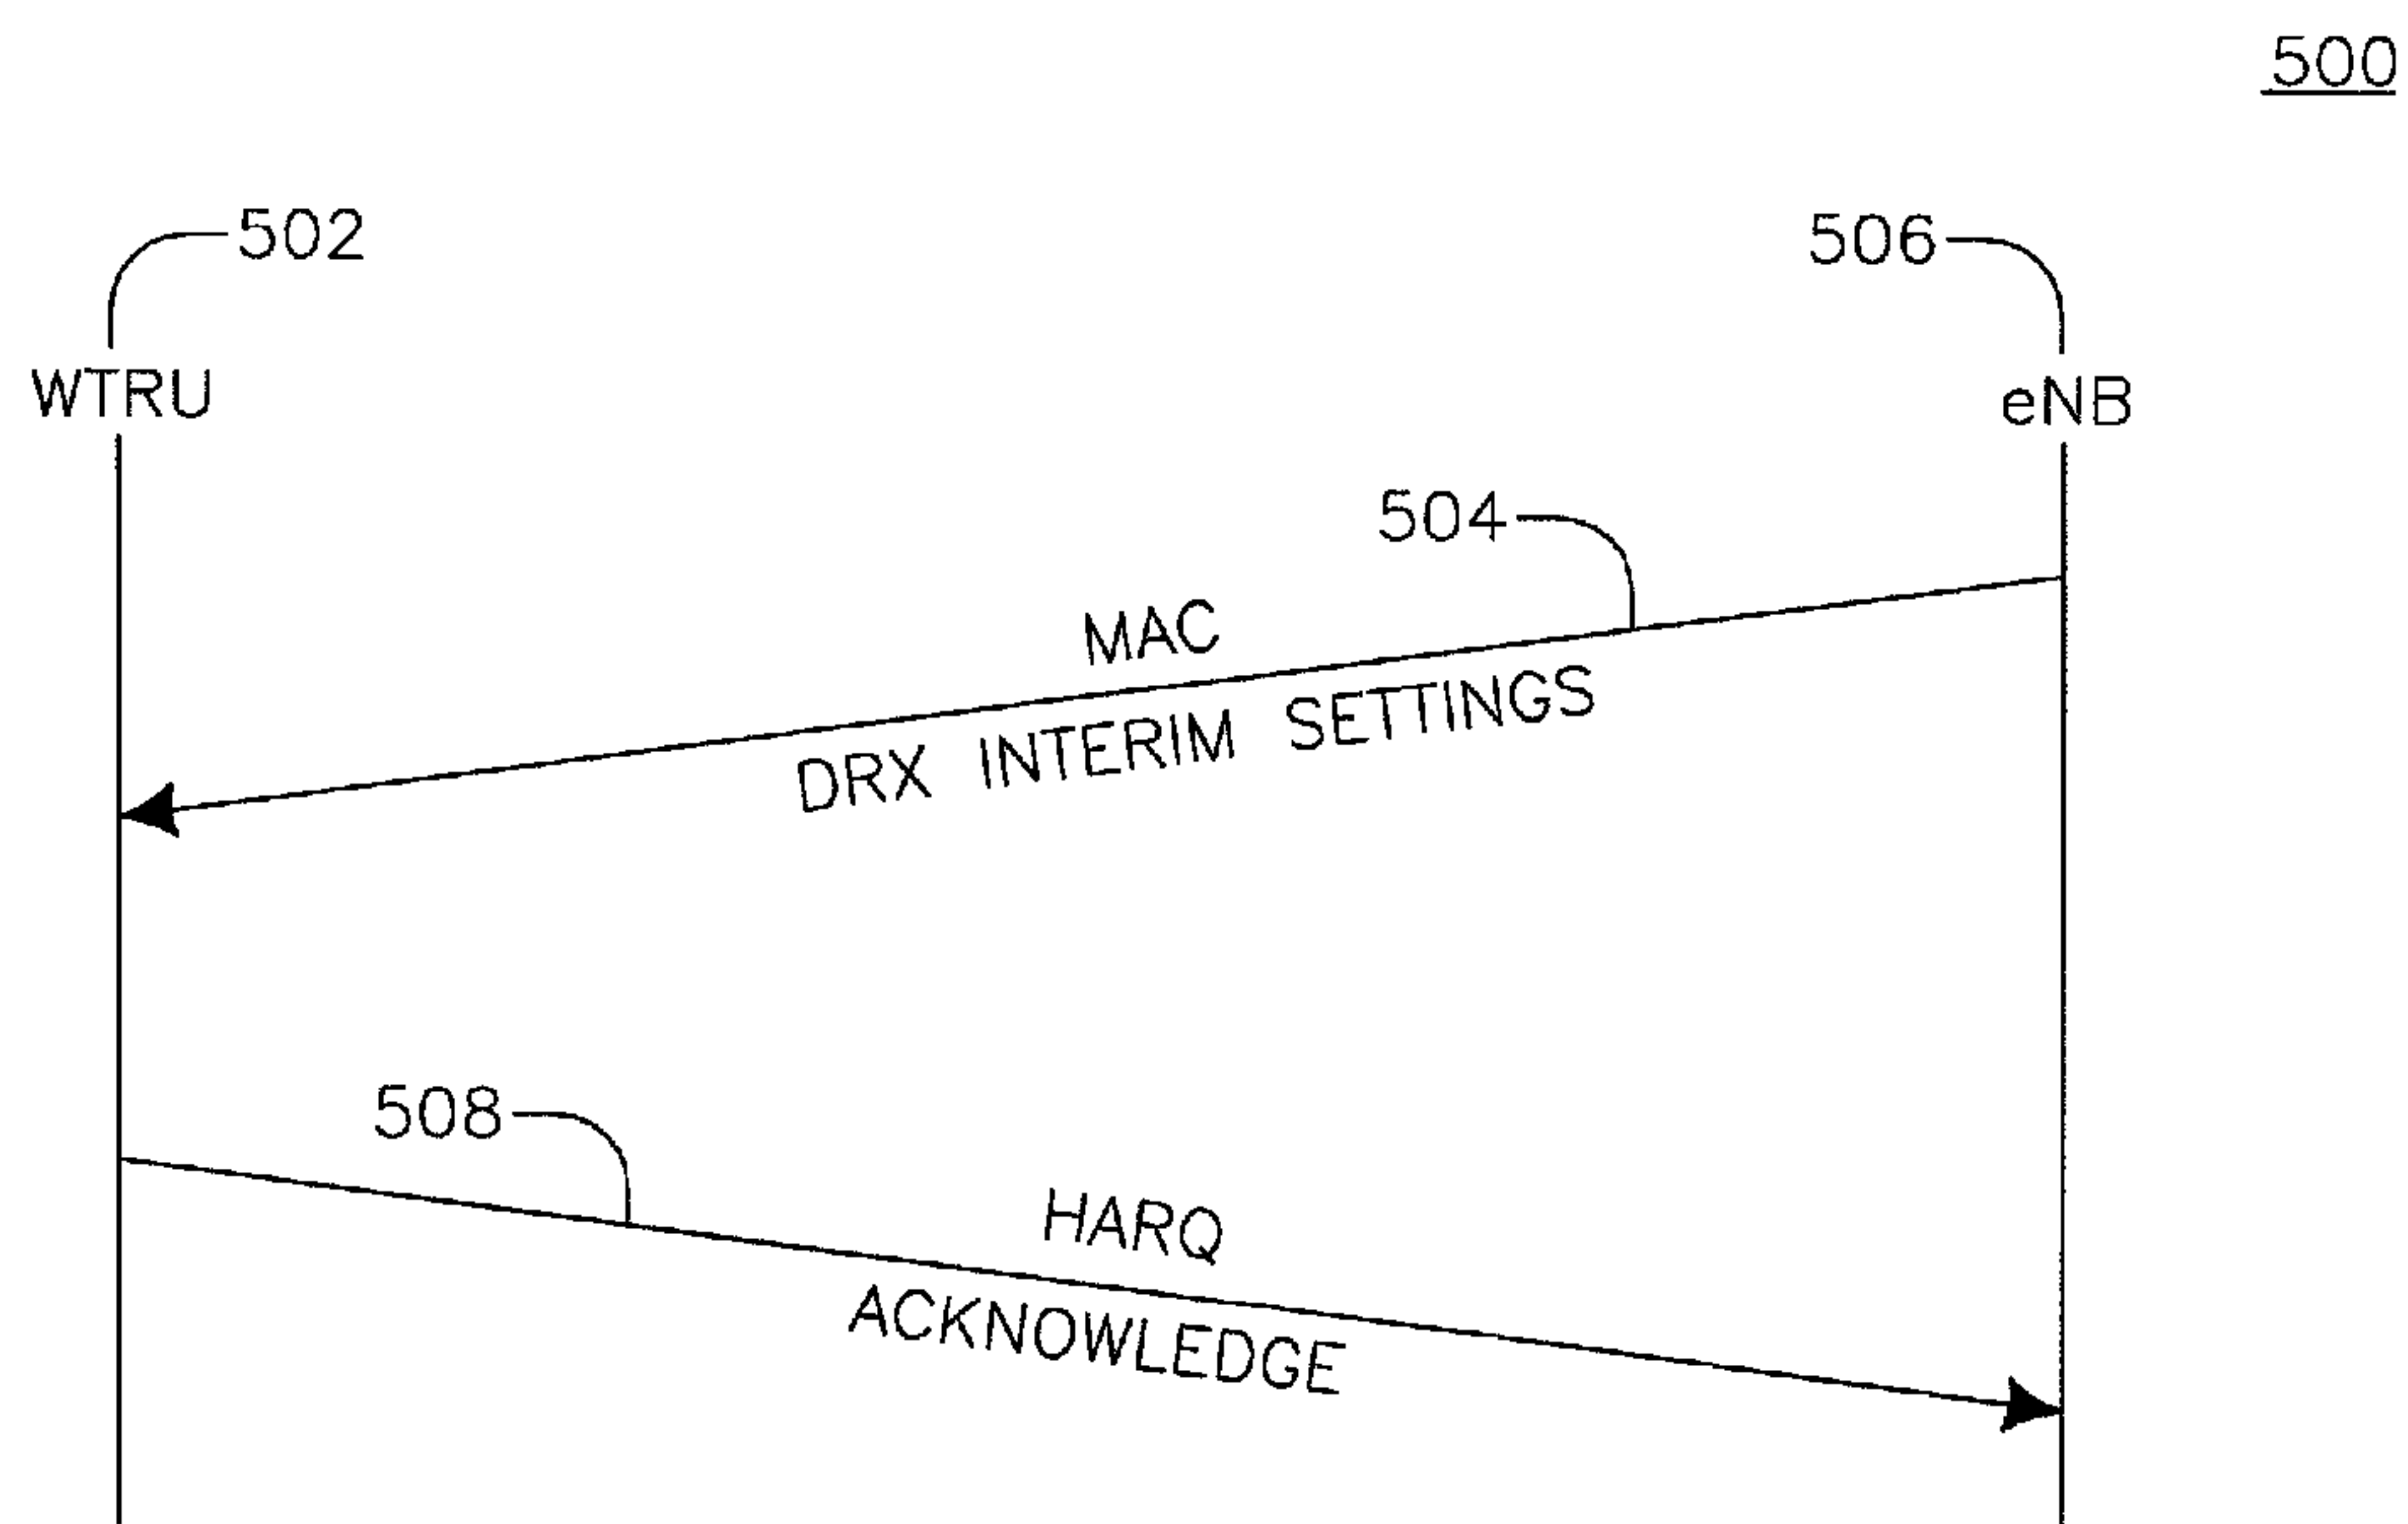 500
502
506
WTRU
eNB
504
MAC
DRX INTERIM SETTINGS
508
HARQ
ACKNOWLEDGE